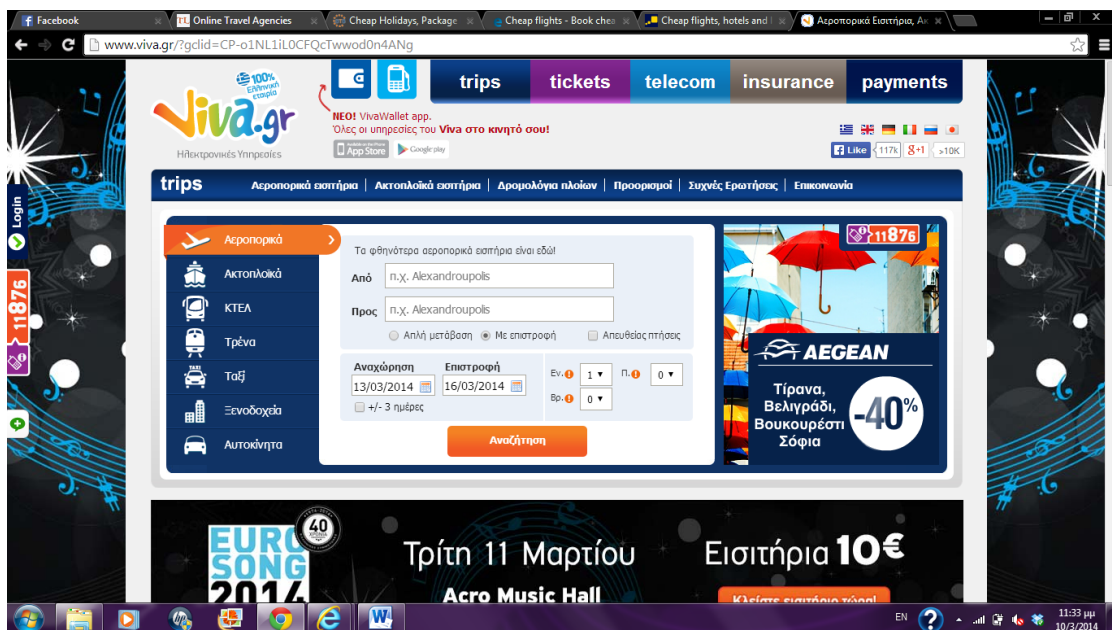 Facebook
Online Travel Agencies
Cheap Holidays, Package
Cheap flights - Book chea
Cheap flights, hotels and
Αεροπορικά Εισιτήρια, Ακ
www.viva.gr/?gclid=CP-o1NL1iL0CFQcTwwod0n4ANg
100%
Ελληνική
εταιρία
Viva.gr
Ηλεκτρονικές Υπηρεσίες
trips
tickets
telecom
insurance
payments
ΝΕΟ! VivaWallet app.
Όλες οι υπηρεσίες του Viva στο κινητό σου!
App Store
Google play
Like
117k
+1
>10K
trips
Αεροπορικά εισιτήρια | Ακτοπλοϊκά εισιτήρια | Δρομολόγια πλοίων | Προορισμοί | Συχνές Ερωτήσεις | Επικοινωνία
Login
11876
Αεροπορικά
Ακτοπλοϊκά
ΚΤΕΛ
Τρένα
TAXI
Ταξί
Ξενοδοχεία
Αυτοκίνητα
Τα φθηνότερα αεροπορικά εισιτήρια είναι εδώ!
Από
π.χ. Alexandroupolis
Προς
π.χ. Alexandroupolis
Απλή μετάβαση
Με επιστροφή
Απευθείας πτήσεις
Αναχώρηση
Επιστροφή
13/03/2014
16/03/2014
+/- 3 ημέρες
Εν.
1
Π.
0
Βρ.
0
Αναζήτηση
11876
AEGEAN
Τίρανα,
Βελιγράδι,
Βουκουρέστι
Σόφια
-40%
EURO
SONG
2014
40
ΧΡΟΝΙΑ
Τρίτη 11 Μαρτίου
Acro Music Hall
Εισιτήρια 10€
Κλείστε εισιτήριο τώρα!
EN
11:33 μμ
10/3/2014